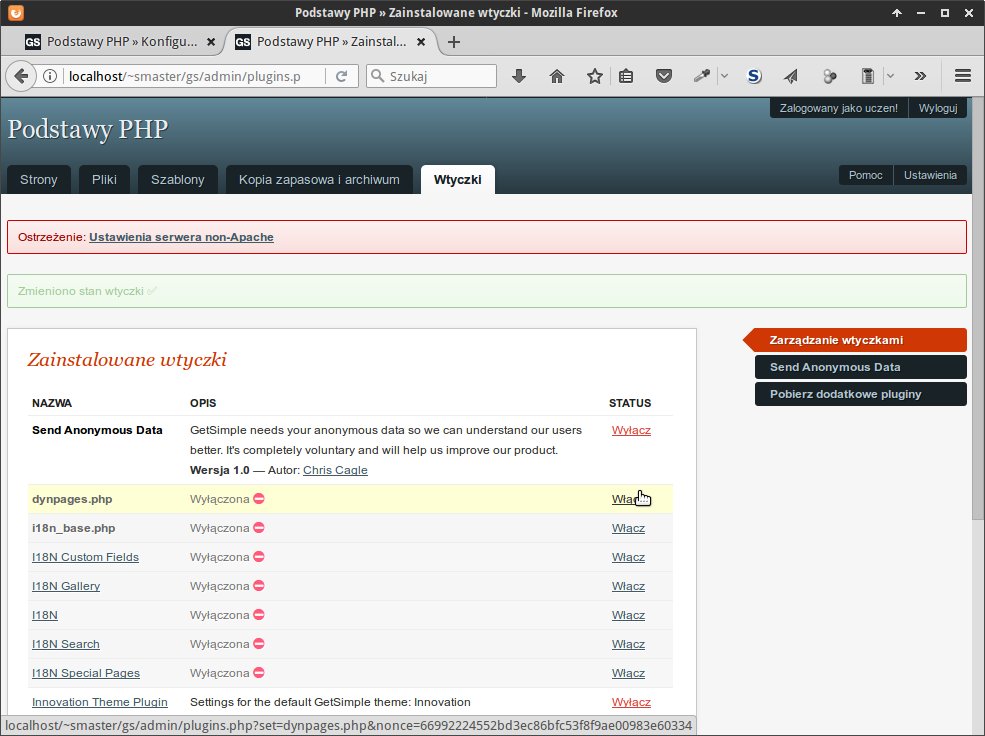 Podstawy PHP » Zainstalowane wtyczki - Mozilla Firefox
GS Podstawy PHP » Konfigu... GS Podstawy PHP » Zainstal...
localhost/~smaster/gs/admin/plugins.p Szukaj S
Zalogowany jako uczen! Wyloguj
Podstawy PHP
Strony Pliki Szablony Kopia zapasowa i archiwum Wtyczki Pomoc Ustawienia
Ostrzeżenie: Ustawienia serwera non-Apache
Zmieniono stan wtyczki
Zarządzanie wtyczkami
Send Anonymous Data
Pobierz dodatkowe pluginy
Zainstalowane wtyczki
NAZWA OPIS STATUS
Send Anonymous Data GetSimple needs your anonymous data so we can understand our users Wyłącz
better. It's completely voluntary and will help us improve our product.
Wersja 1.0 — Autor: Chris Cagle
dynpages.php Wyłączona
i18n_base.php Wyłączona Włącz
I18N Custom Fields Wyłączona Włącz
I18N Gallery Wyłączona Włącz
I18N Wyłączona Włącz
I18N Search Wyłączona Włącz
I18N Special Pages Wyłączona Włącz
Innovation Theme Plugin Settings for the default GetSimple theme: Innovation Wyłącz
localhost/~smaster/gs/admin/plugins.php?set=dynpages.php&nonce=66992224552bd3ec86bfc53f8f9ae00983e60334